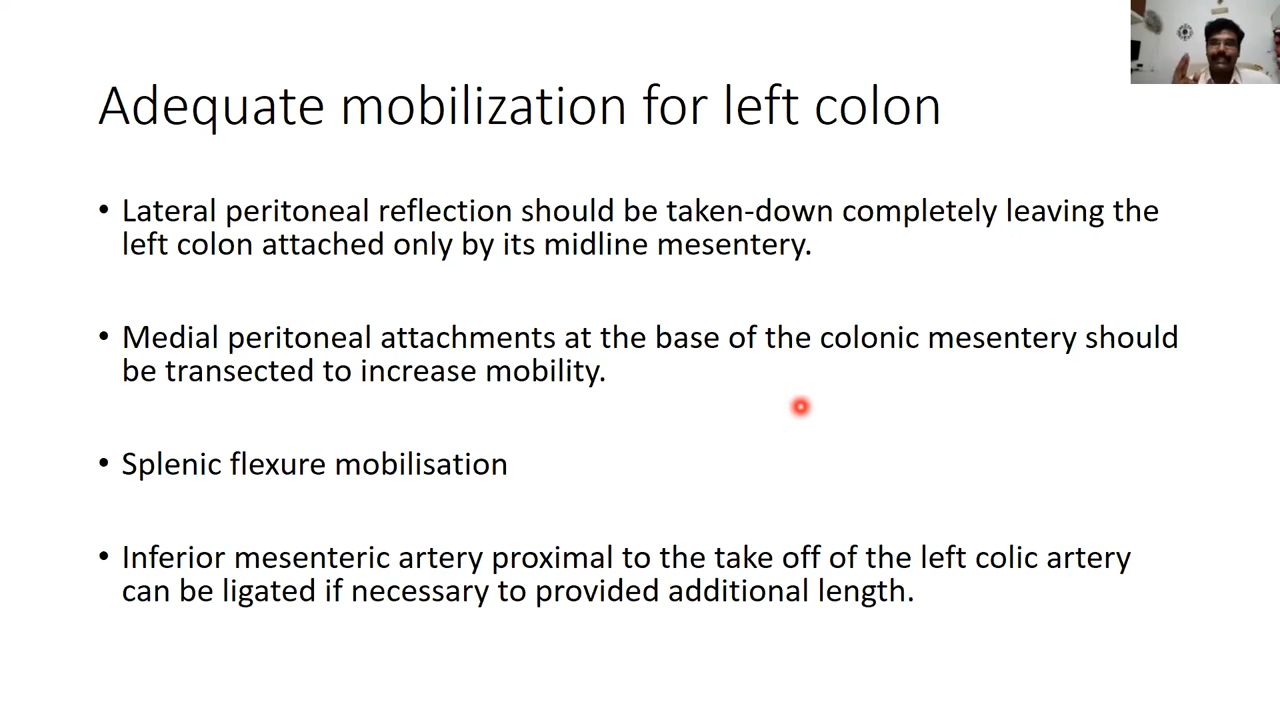 Adequate mobilization for left colon
• Lateral peritoneal reflection should be taken-down completely leaving the
left colon attached only by its midline mesentery.
• Medial peritoneal attachments at the base of the colonic mesentery should
be transected to increase mobility.
• Splenic flexure mobilisation
• Inferior mesenteric artery proximal to the take off of the left colic artery
can be ligated if necessary to provided additional length.